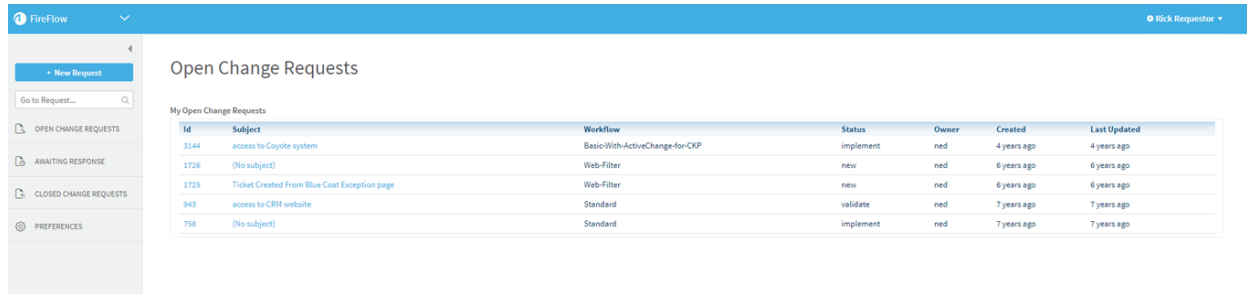 FireFlow
Rick Requestor
+ New Request
Go to Request...
OPEN CHANGE REQUESTS
AWAITING RESPONSE
CLOSED CHANGE REQUESTS
PREFERENCES
Open Change Requests
My Open Change Requests
Id Subject Workflow Status Owner Created Last Updated
3144 access to Coyote system Basic-With-ActiveChange-for-CKP implement ned 4 years ago 4 years ago
1726 (No subject) Web-Filter new ned 6 years ago 6 years ago
1725 Ticket Created From Blue Coat Exception page Web-Filter new ned 6 years ago 6 years ago
943 access to CRM website Standard validate ned 7 years ago 7 years ago
758 (No subject) Standard implement ned 7 years ago 7 years ago